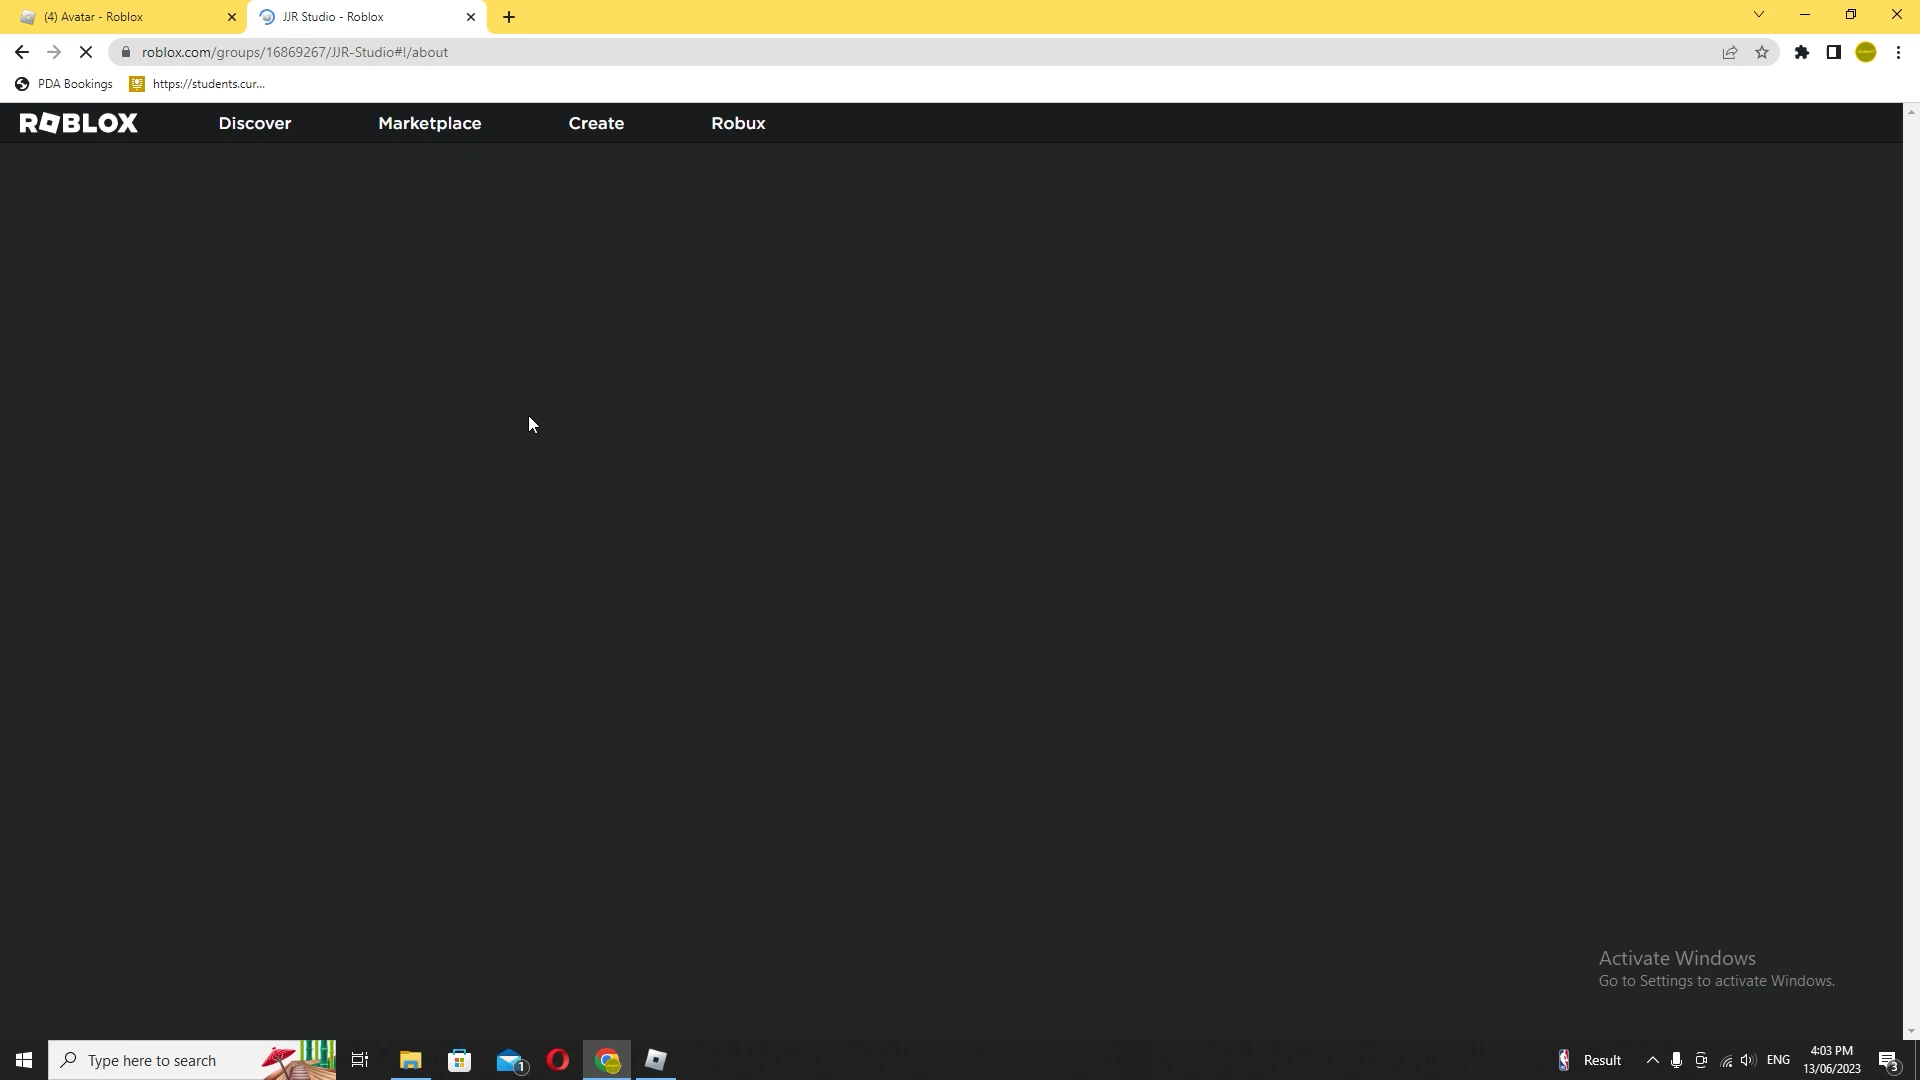 (4) Avatar - Roblox
JJR Studio - Roblox
roblox.com/groups/16869267/JJR-Studio#!/about
PDA Bookings
https://students.cur...
ROBLOX
Discover
Marketplace
Create
Robux
Activate Windows
Go to Settings to activate Windows.
Type here to search
1
Result
ENG
4:03 PM
13/06/2023
3